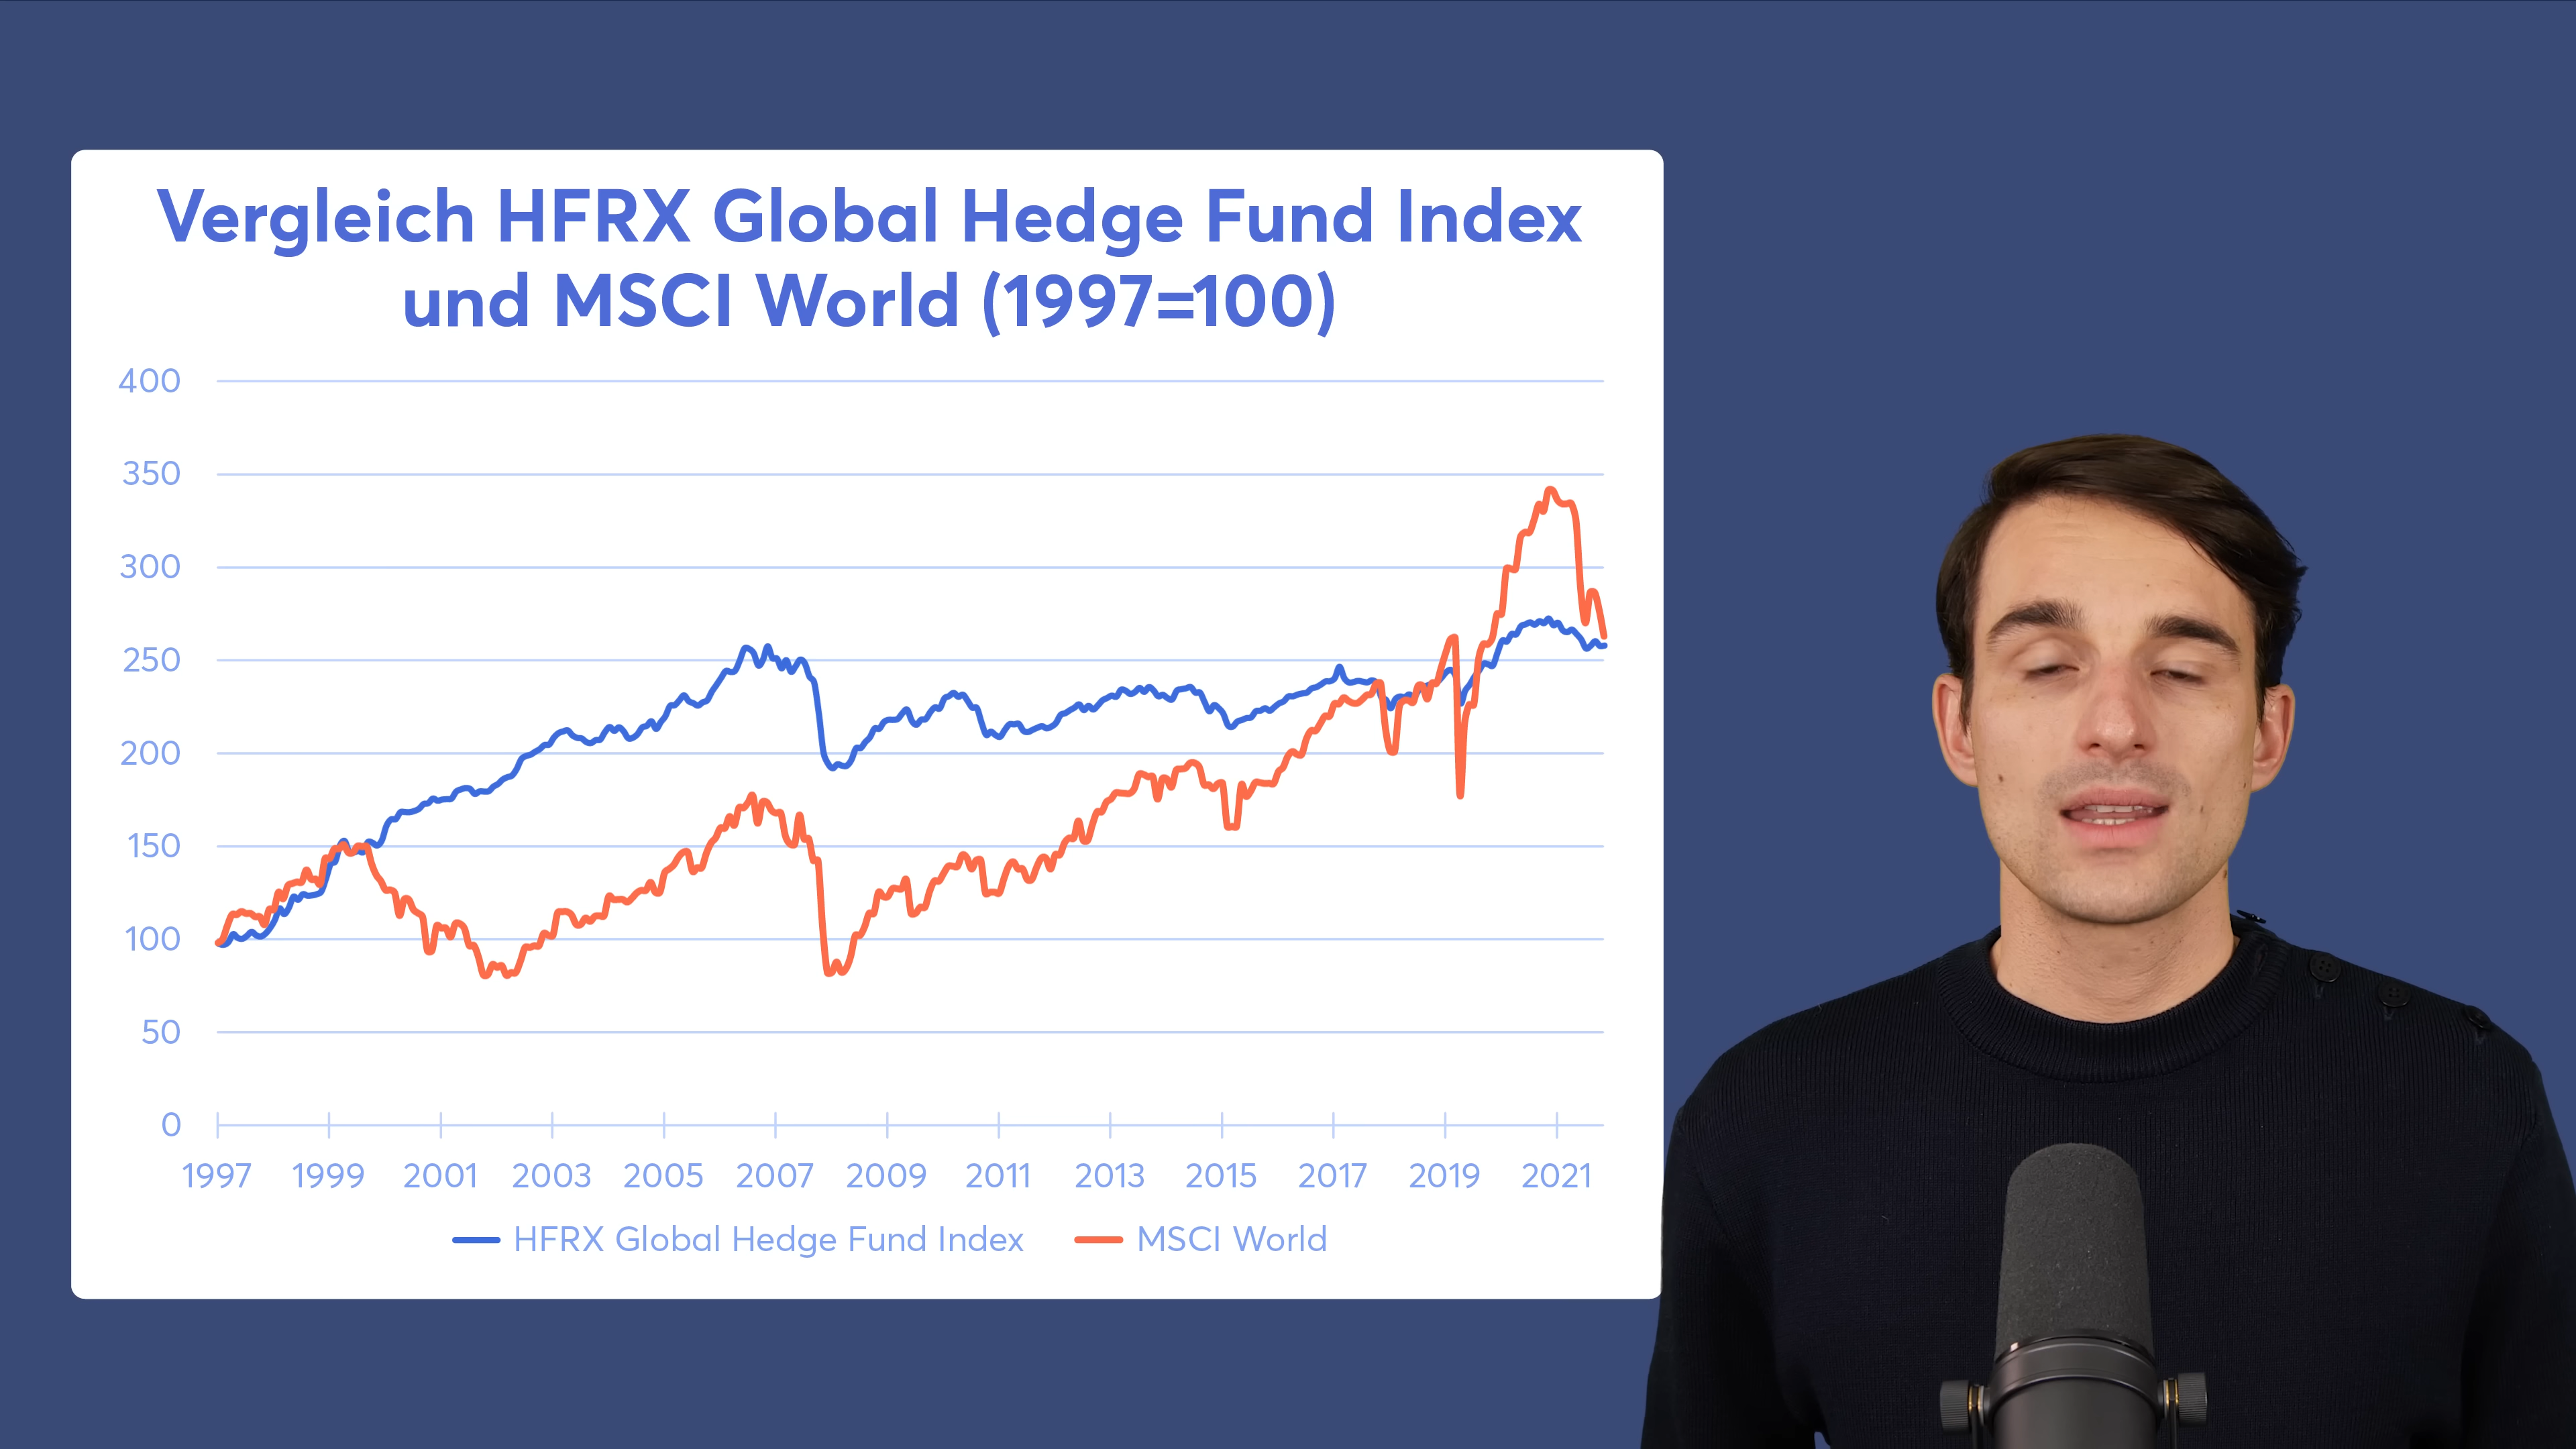 Vergleich HFRX Global Hedge Fund Index
und MSCI World (1997=100)
400
350
300
250
200
150
100
50
0
1997 1999 2001 2003 2005 2007 2009 2011 2013 2015 2017 2019 2021
HFRX Global Hedge Fund Index MSCI World